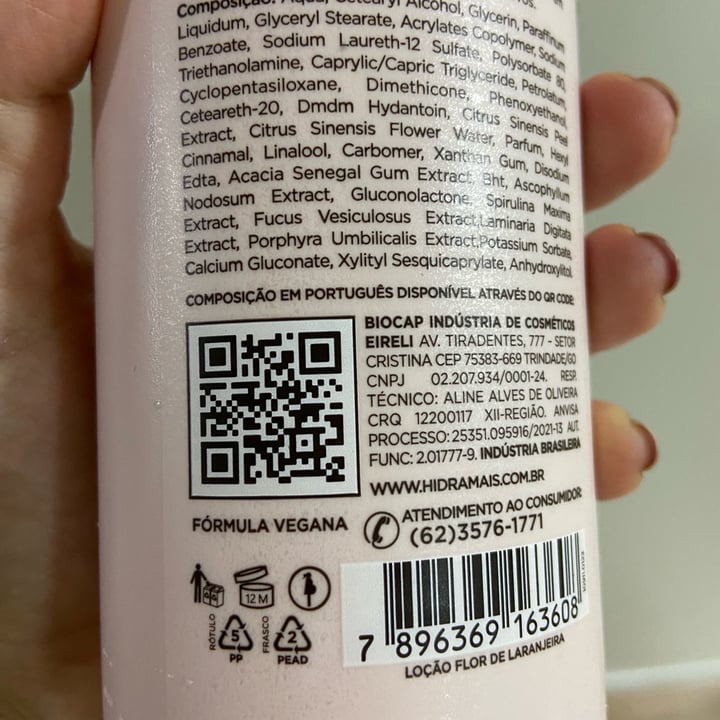 Composição: Aqua, Cetearyl Alcohol, Glycerin, Paraffinum
Liquidum, Glyceryl Stearate, Acrylates Copolymer, Sodium
Benzoate, Sodium Laureth-12 Sulfate, Polysorbate 80,
Triethanolamine, Caprylic/Capric Triglyceride, Petrolatum,
Cyclopentasiloxane, Dimethicone, Phenoxyethanol,
Ceteareth-20, Dmdm Hydantoin, Citrus Sinensis Peel
Extract, Citrus Sinensis Flower Water, Parfum, Hexyl
Cinnamal, Linalool, Carbomer, Xanthan Gum, Disodium
Edta, Acacia Senegal Gum Extract, Bht, Ascophyllum
Nodosum Extract, Gluconolactone, Spirulina Maxima
Extract, Fucus Vesiculosus Extract,Laminaria Digitata
Extract, Porphyra Umbilicalis Extract,Potassium Sorbate,
Calcium Gluconate, Xylityl Sesquicaprylate, Anhydroxylitol.
COMPOSIÇÃO EM PORTUGUÊS DISPONÍVEL ATRAVÉS DO QR CODE:
BIOCAP INDÚSTRIA DE COSMÉTICOS
EIRELI AV. TIRADENTES, 777 - SETOR
CRISTINA CEP 75383-669 TRINDADE/GO
CNPJ 02.207.934/0001-24. RESP.
TÉCNICO: ALINE ALVES DE OLIVEIRA
CRQ 12200117 XII-REGIÃO. ANVISA
PROCESSO: 25351.095916/2021-13 AUT.
FUNC: 2.01777-9. INDÚSTRIA BRASILEIRA
WWW.HIDRAMAIS.COM.BR
FÓRMULA VEGANA
ATENDIMENTO AO CONSUMIDOR
(62)3576-1771
12 M
RÓTULO
5
PP
FRASCO
2
PEAD
7 896369 163608
LOÇÃO FLOR DE LARANJEIRA